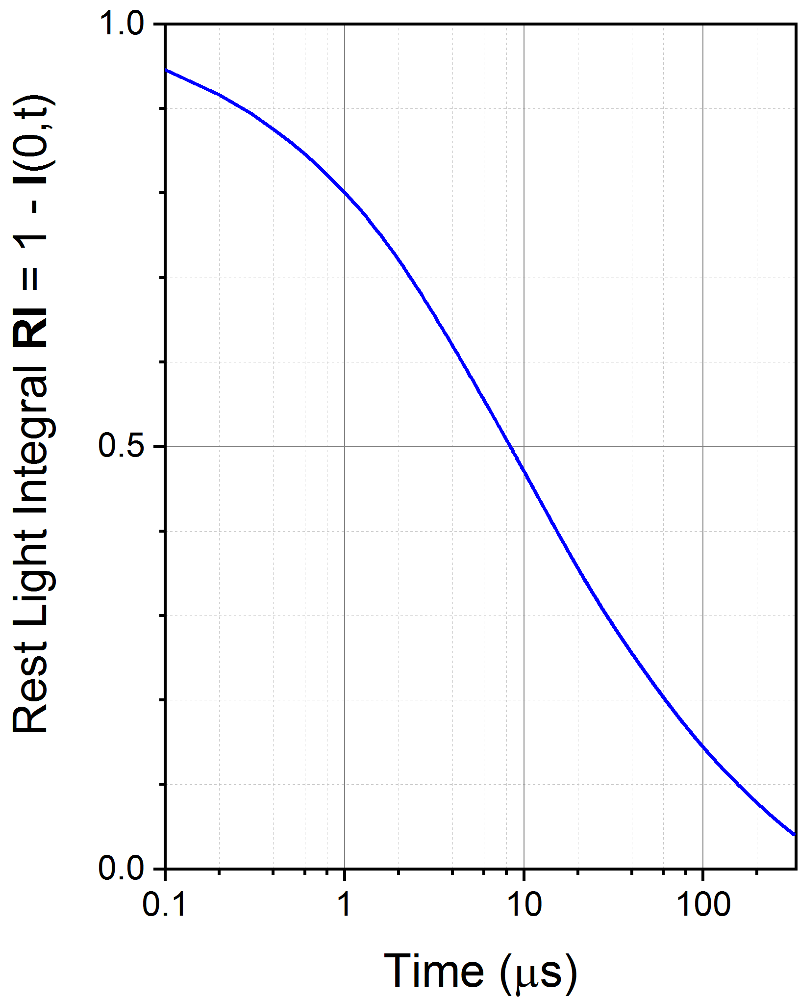 Rest Light Integral RI = 1 - I(0,t)
1.0
0.5
0.0
0.1 1 10 100
Time (μs)